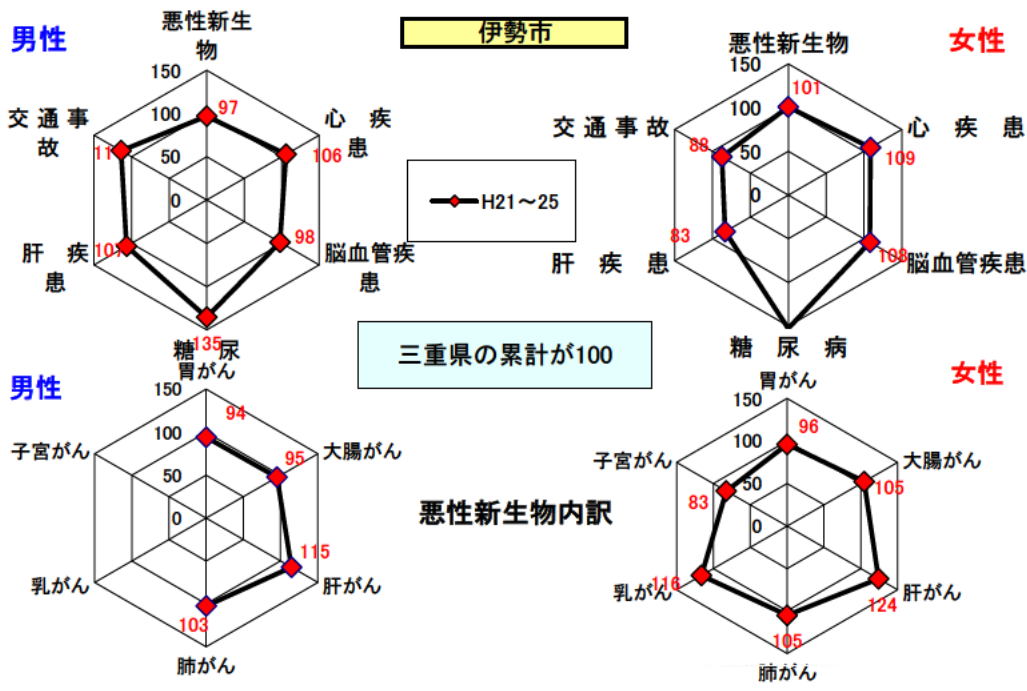 伊勢市
男性
悪性新生
物
心 疾
患
脳血管疾
患
糖 尿
肝 疾
患
交 通 事
故
150
100
50
0
97
106
98
135
107
11
H21～25
女性
悪性新生物
心 疾 患
脳血管疾患
糖 尿 病
肝 疾 患
交 通 事 故
150
100
50
0
101
109
108
83
88
三重県の累計が100
男性
胃がん
大腸がん
肝がん
肺がん
乳がん
子宮がん
150
100
50
0
94
95
115
103
悪性新生物内訳
女性
胃がん
大腸がん
肝がん
肺がん
乳がん
子宮がん
150
100
50
0
96
105
124
105
116
83